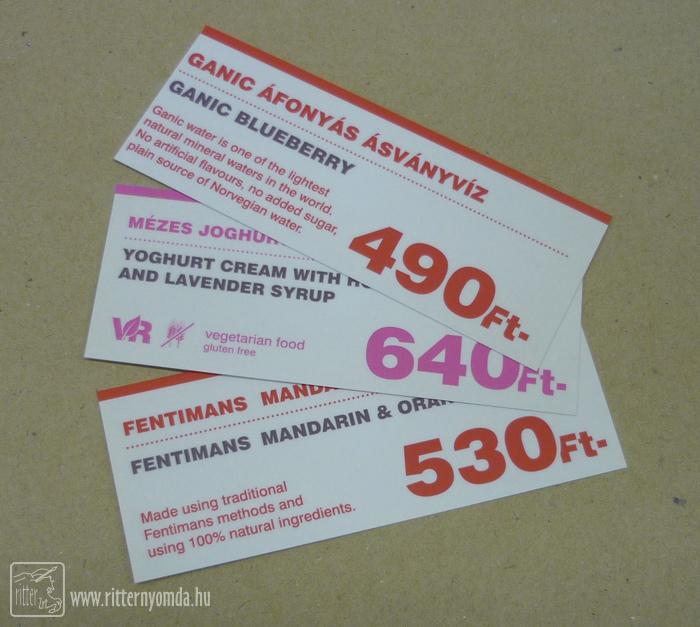 GANIC ÁFONYÁS ÁSVÁNYVÍZ
GANIC BLUEBERRY
Ganic water is one of the lightest
natural mineral waters in the world.
No artificial flavours, no added sugar,
plain source of Norvegian water.
490Ft-
MÉZES
YOGHURT CREAM WITH
AND LAVENDER SYRUP
VR
vegetarian food
gluten free
640Ft-
FENTIMANS
FENTIMANS MANDARIN &
530Ft-
Made using traditional
Fentimans methods and
using 100% natural ingredients.
ritter
www.ritternyomda.hu